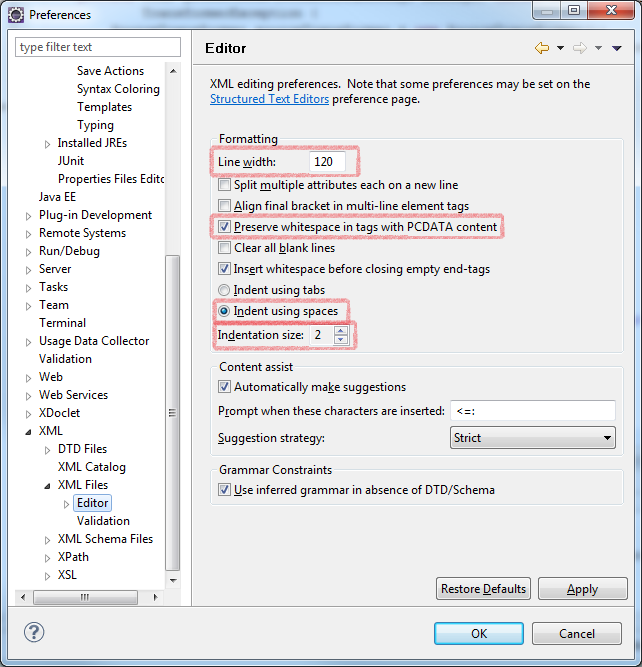 Preferences
type filter text
Save Actions
Syntax Coloring
Templates
Typing
Installed JREs
JUnit
Properties Files Edito
Java EE
Plug-in Development
Remote Systems
Run/Debug
Server
Tasks
Team
Terminal
Usage Data Collector
Validation
Web
Web Services
XDoclet
XML
DTD Files
XML Catalog
XML Files
Editor
Validation
XML Schema Files
XPath
XSL
Editor
XML editing preferences.  Note that some preferences may be set on the
Structured Text Editors preference page.
Formatting
Line width: 120
Split multiple attributes each on a new line
Align final bracket in multi-line element tags
Preserve whitespace in tags with PCDATA content
Clear all blank lines
Insert whitespace before closing empty end-tags
Indent using tabs
Indent using spaces
Indentation size: 2
Content assist
Automatically make suggestions
Prompt when these characters are inserted: <=:
Suggestion strategy: Strict
Grammar Constraints
Use inferred grammar in absence of DTD/Schema
Restore Defaults
Apply
?
OK
Cancel